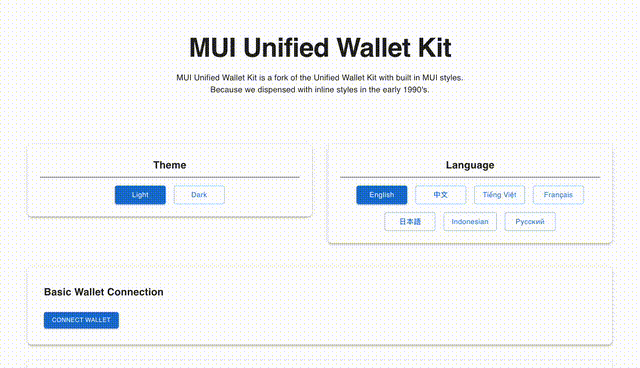 MUI Unified Wallet Kit
MUI Unified Wallet Kit is a fork of the Unified Wallet Kit with built in MUI styles.
Because we dispensed with inline styles in the early 1990's.
Theme
Light
Dark
Language
English
中文
Tiếng Việt
Français
日本語
Indonesian
Русский
Basic Wallet Connection
CONNECT WALLET